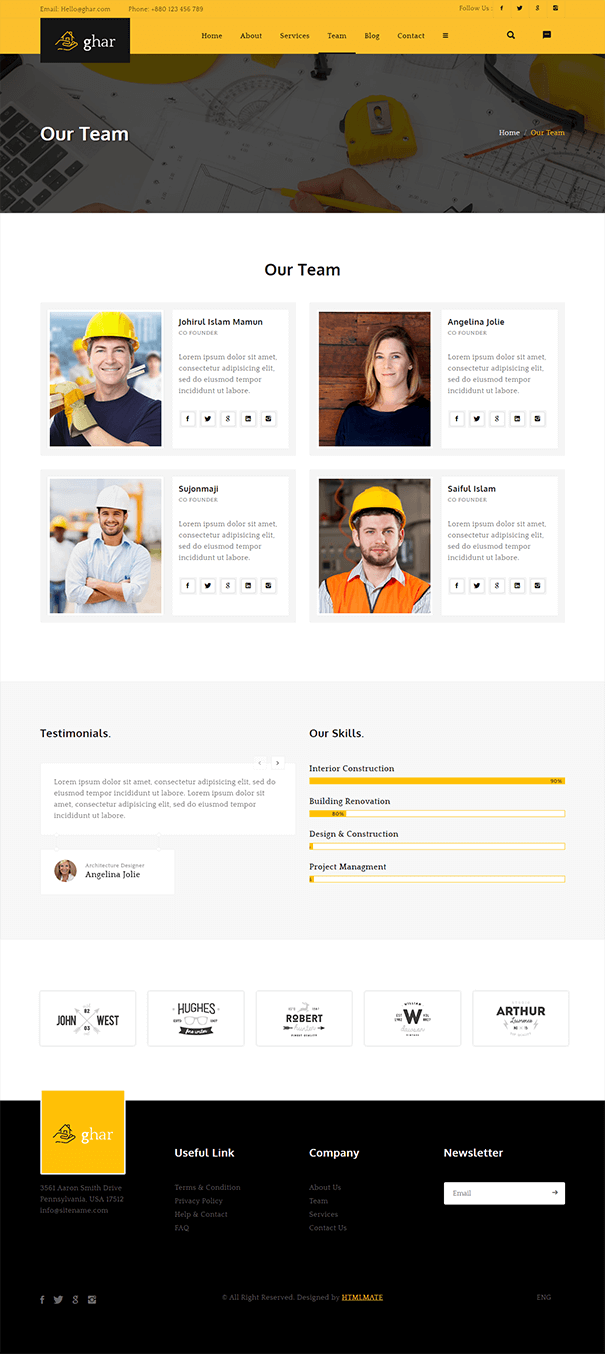 Email: Hello@ghar.com Phone: +880 123 456 789 Follow Us :
ghar
Home About Services Team Blog Contact
Our Team
Home / Our Team
Our Team
Johirul Islam Mamun
CO FOUNDER
Lorem ipsum dolor sit amet,
consectetur adipisicing elit,
sed do eiusmod tempor
incididunt ut labore.
Angelina Jolie
CO FOUNDER
Lorem ipsum dolor sit amet,
consectetur adipisicing elit,
sed do eiusmod tempor
incididunt ut labore.
Sujonmaji
CO FOUNDER
Lorem ipsum dolor sit amet,
consectetur adipisicing elit,
sed do eiusmod tempor
incididunt ut labore.
Saiful Islam
CO FOUNDER
Lorem ipsum dolor sit amet,
consectetur adipisicing elit,
sed do eiusmod tempor
incididunt ut labore.
Testimonials.
Lorem ipsum dolor sit amet, consectetur adipisicing elit, sed do
eiusmod tempor incididunt ut labore. Lorem ipsum dolor sit
amet, consectetur adipisicing elit, sed do eiusmod tempor
incididunt ut labore.
Architecture Designer
Angelina Jolie
Our Skills.
Interior Construction
90%
Building Renovation
80%
Design & Construction
Project Managment
JOHN 82 03 WEST
HUGHES
ROBERT
hunter
WILLIAM
W
ARTHUR
Lawrence
ghar
3561 Aaron Smith Drive
Pennsylvania, USA 17512
info@sitename.com
Useful Link
Terms & Condition
Privacy Policy
Help & Contact
FAQ
Company
About Us
Team
Services
Contact Us
Newsletter
Email
© All Right Reserved. Designed by HTMLMATE
ENG